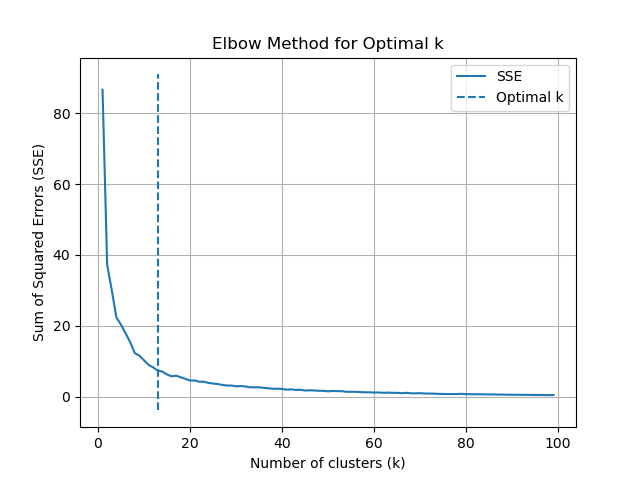 Elbow Method for Optimal k
SSE
Optimal k
80
60
40
20
0
Sum of Squared Errors (SSE)
0 20 40 60 80 100
Number of clusters (k)